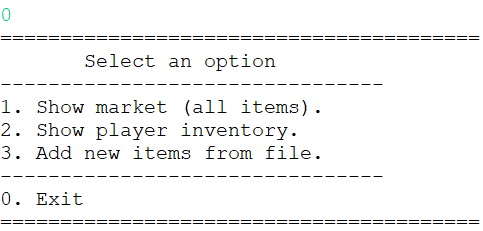 0
========================================
       Select an option
--------------------------------
1. Show market (all items).
2. Show player inventory.
3. Add new items from file.
--------------------------------
0. Exit
========================================